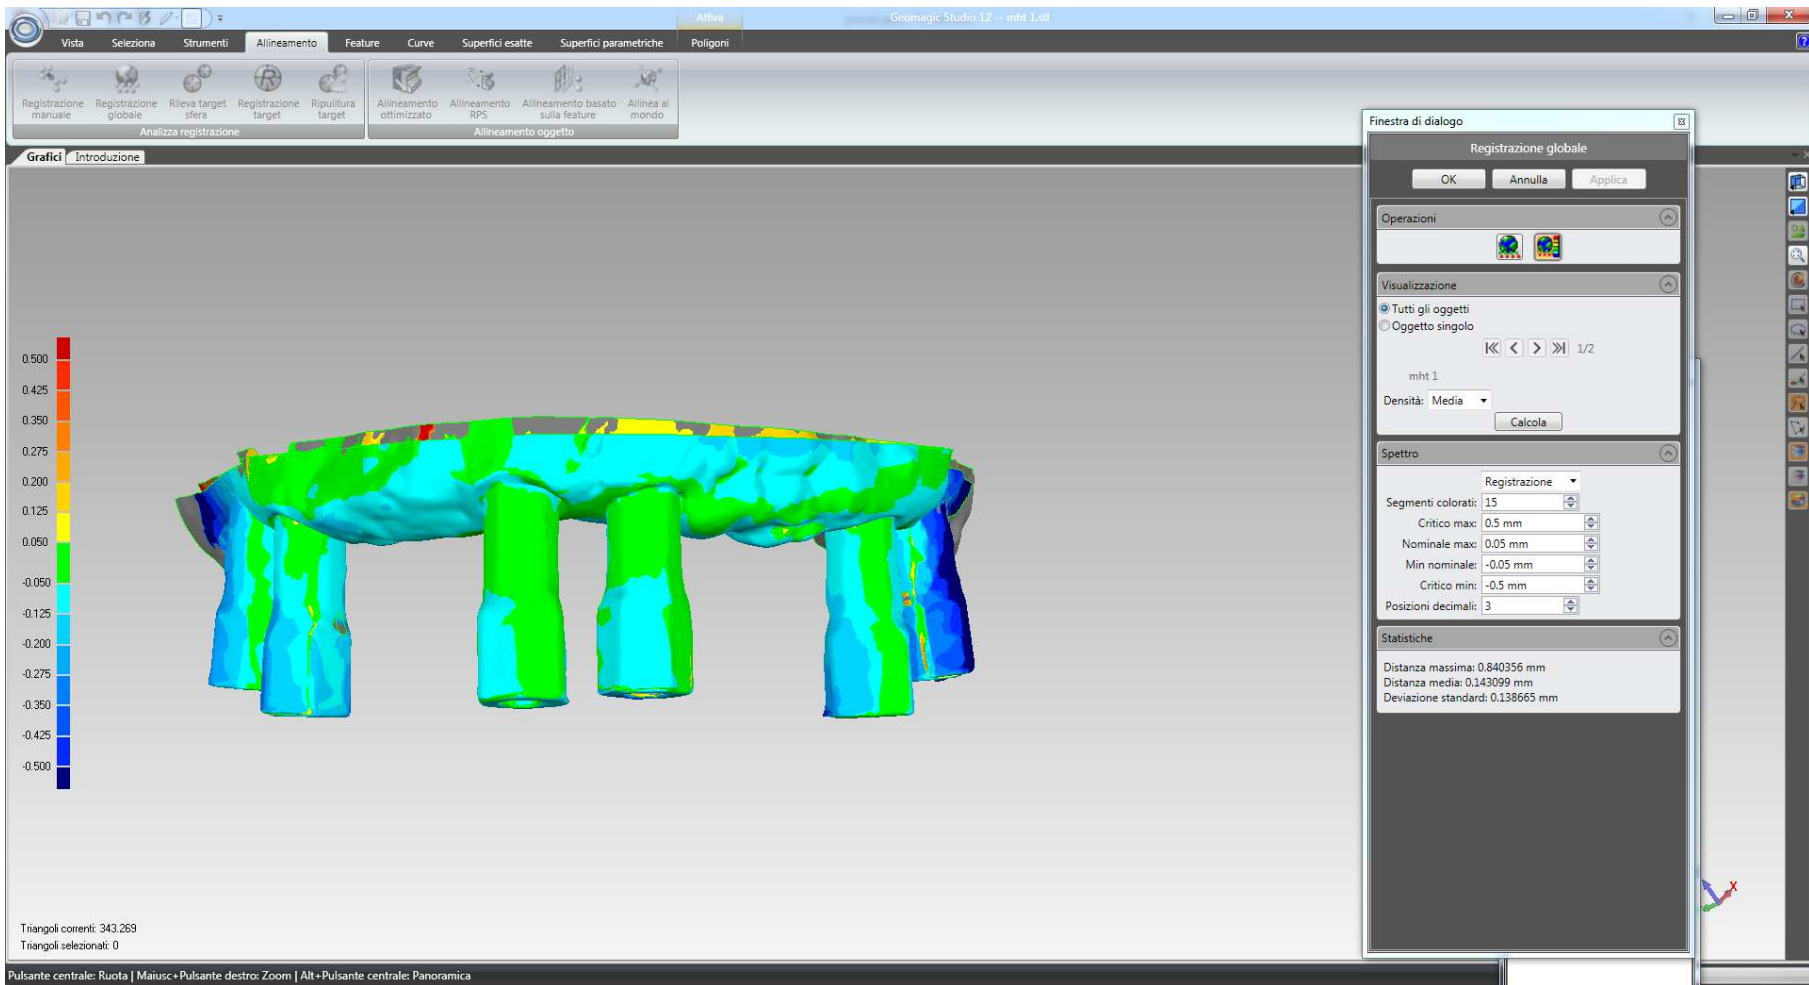 Attiva
Geomagic Studio 12 -- mht 1.stl
Vista Seleziona Strumenti Allineamento Feature Curve Superfici esatte Superfici parametriche Poligoni
Registrazione manuale
Registrazione globale
Rileva target sfera
Registrazione target
Ripulitura target
Allineamento ottimizzato
Allineamento RPS
Allineamento basato sulla feature
Allinea al mondo
Analizza registrazione
Allineamento oggetto
Grafici Introduzione
0.500
0.425
0.350
0.275
0.200
0.125
0.050
-0.050
-0.125
-0.200
-0.275
-0.350
-0.425
-0.500
Triangoli correnti: 343.269
Triangoli selezionati: 0
Pulsante centrale: Ruota | Maiusc+Pulsante destro: Zoom | Alt+Pulsante centrale: Panoramica
Finestra di dialogo
Registrazione globale
OK Annulla Applica
Operazioni
Visualizzazione
Tutti gli oggetti
Oggetto singolo
1/2
mht 1
Densità: Media
Calcola
Spettro
Registrazione
Segmenti colorati: 15
Critico max: 0.5 mm
Nominale max: 0.05 mm
Min nominale: -0.05 mm
Critico min: -0.5 mm
Posizioni decimali: 3
Statistiche
Distanza massima: 0.840356 mm
Distanza media: 0.143099 mm
Deviazione standard: 0.138665 mm
X